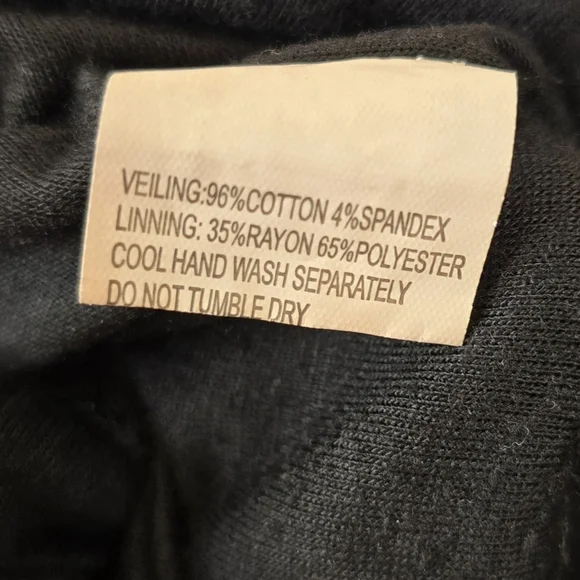 VEILING:96%COTTON 4%SPANDEX
LINNING: 35%RAYON 65%POLYESTER
COOL HAND WASH SEPARATELY
DO NOT TUMBLE DRY